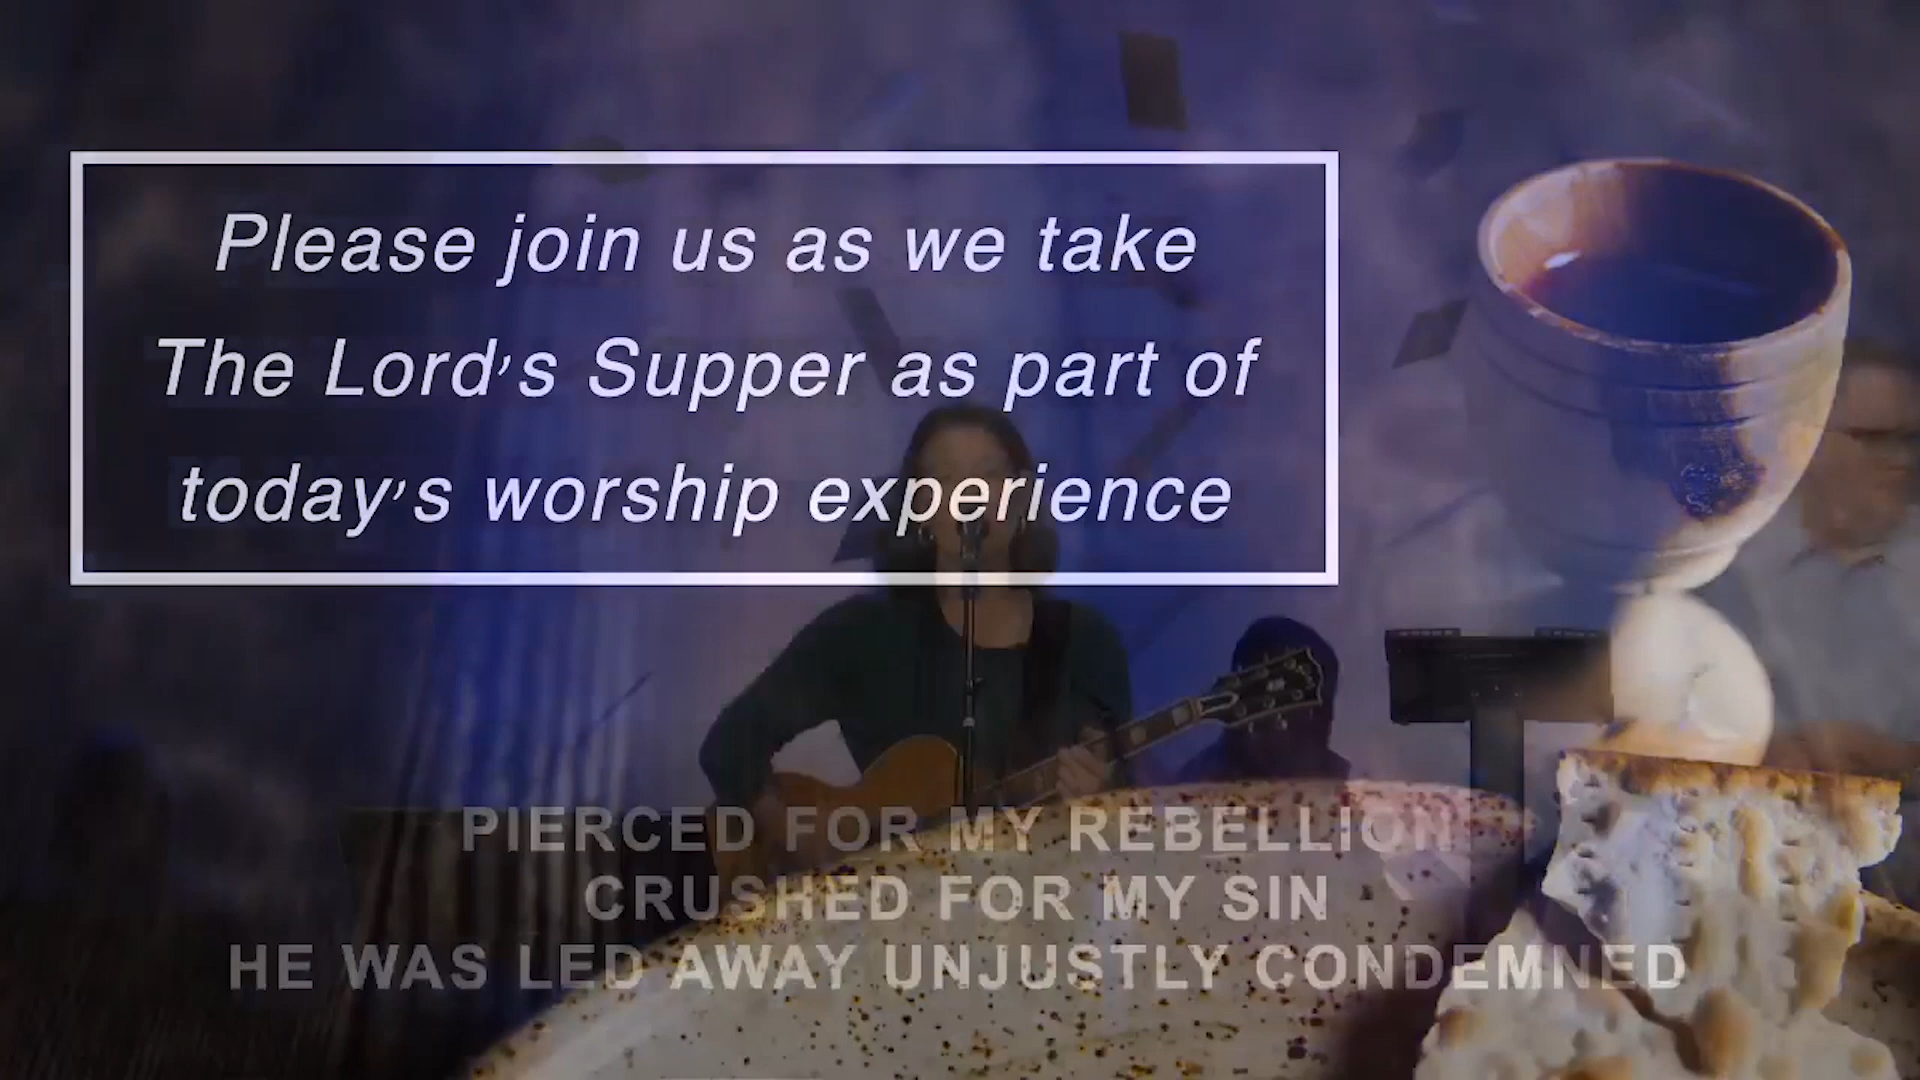 Please join us as we take
The Lord's Supper as part of
today's worship experience
PIERCED FOR MY REBELLION
CRUSHED FOR MY SIN
HE WAS LED AWAY UNJUSTLY CONDEMNED